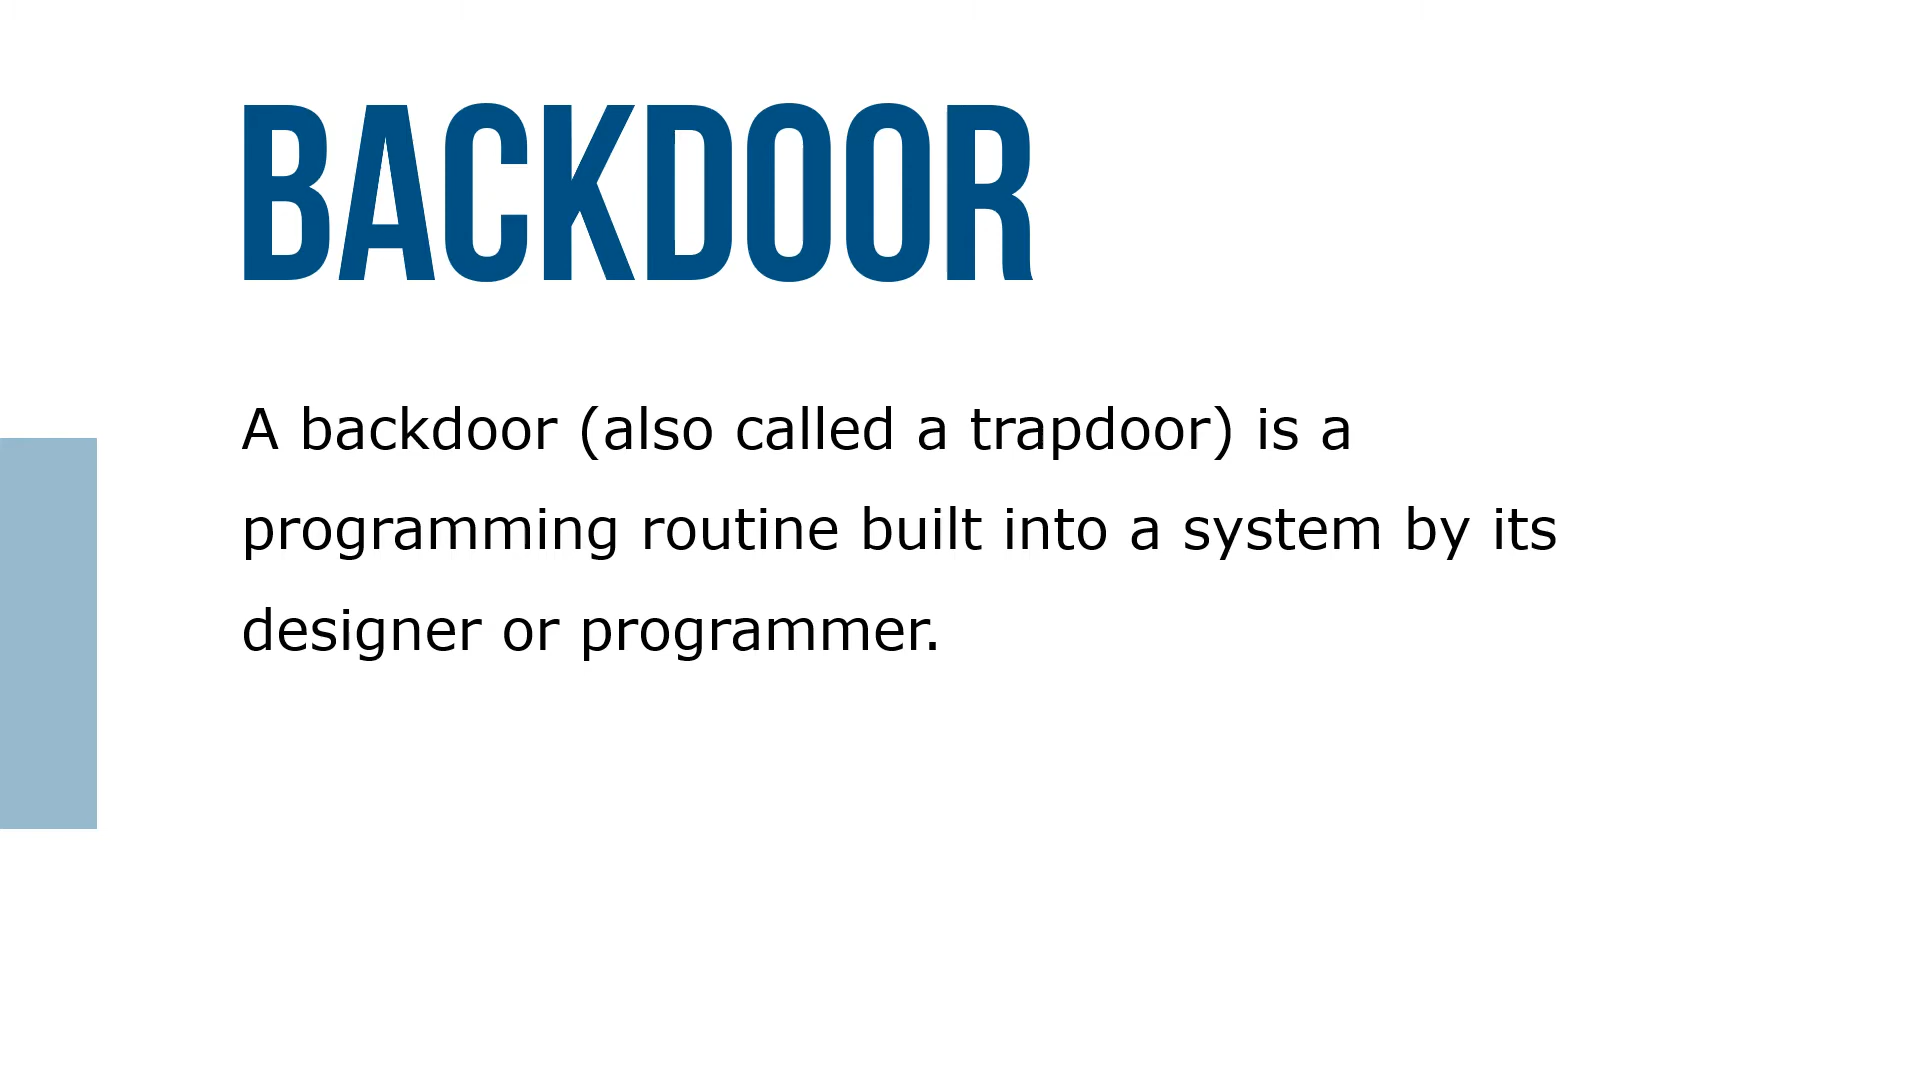 BACKDOOR
A backdoor (also called a trapdoor) is a
programming routine built into a system by its
designer or programmer.